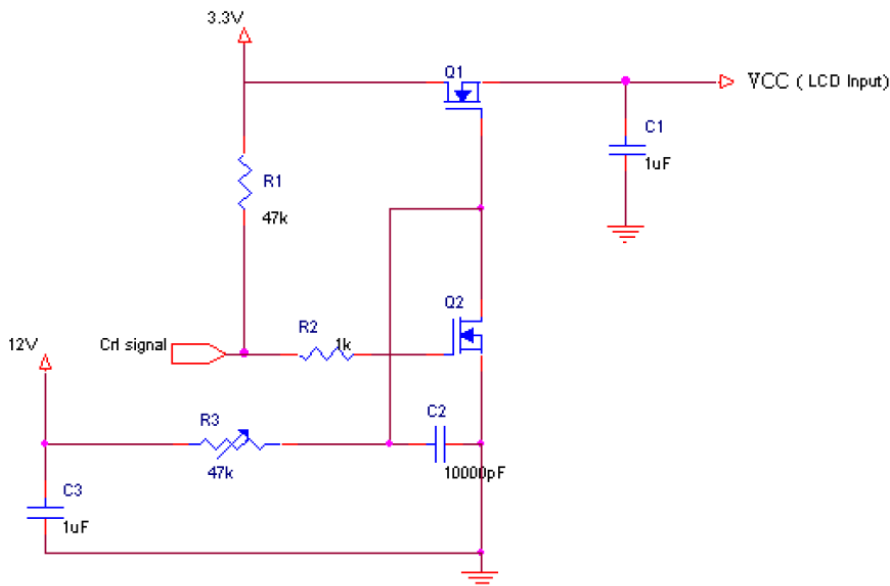 3.3V
Q1
VCC ( LCD Input)
C1
1uF
R1
47k
Q2
R2
1k
Crl signal
12V
R3
47k
C2
10000pF
C3
1uF